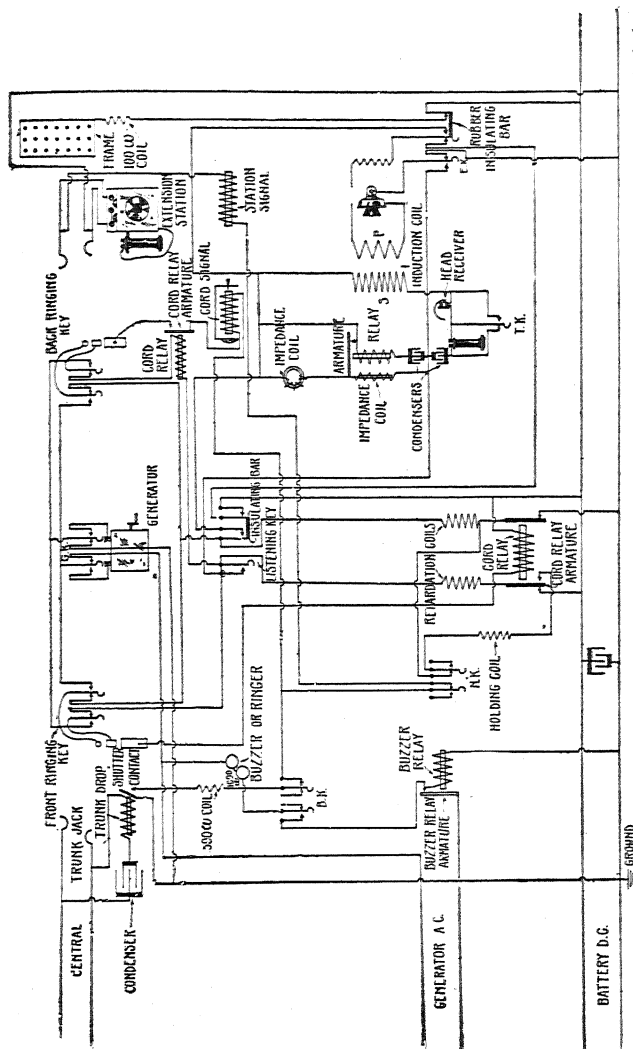 CENTRAL
TRUNK JACK
FRONT RINGING
KEY
TRUNK DROP
SHUTTER
CONTACT
CONDENSER
GENERATOR
BACK RINGING
KEY
CORD
RELAY
CORD RELAY
ARMATURE
CORD SIGNAL
EXTENSION
STATION
FRAME
100 ω
COIL
STATION
SIGNAL
500 ω COIL
BUZZER OR RINGER
B.K.
LISTENING KEY
INSULATING BAR
IMPEDANCE
COIL
ARMATURE
RELAY
IMPEDANCE
COIL
CONDENSERS
S
P
INDUCTION COIL
HEAD
RECEIVER
T.K.
RUBBER
INSULATING
BAR
BUZZER
RELAY
BUZZER RELAY
ARMATURE
N.K.
HOLDING COIL
RETARDATION COILS
CORD
RELAY
CORD RELAY
ARMATURE
GENERATOR A C.
BATTERY D.C.
GROUND